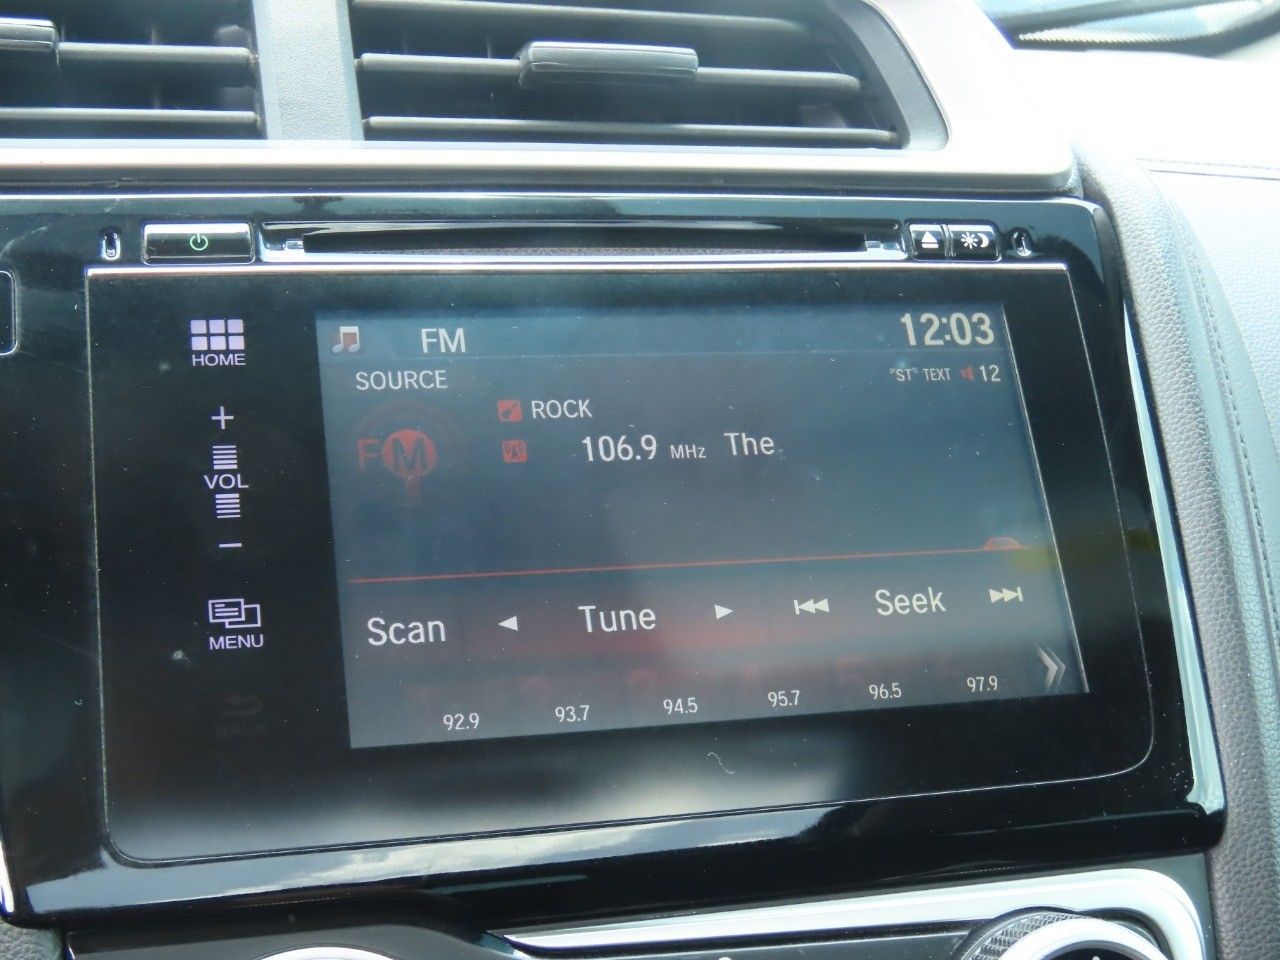 FM
12:03
HOME
SOURCE
"ST" TEXT 12
ROCK
FM
106.9 MHz The
+
VOL
−
Scan Tune Seek
MENU
92.9 93.7 94.5 95.7 96.5 97.9
BACK